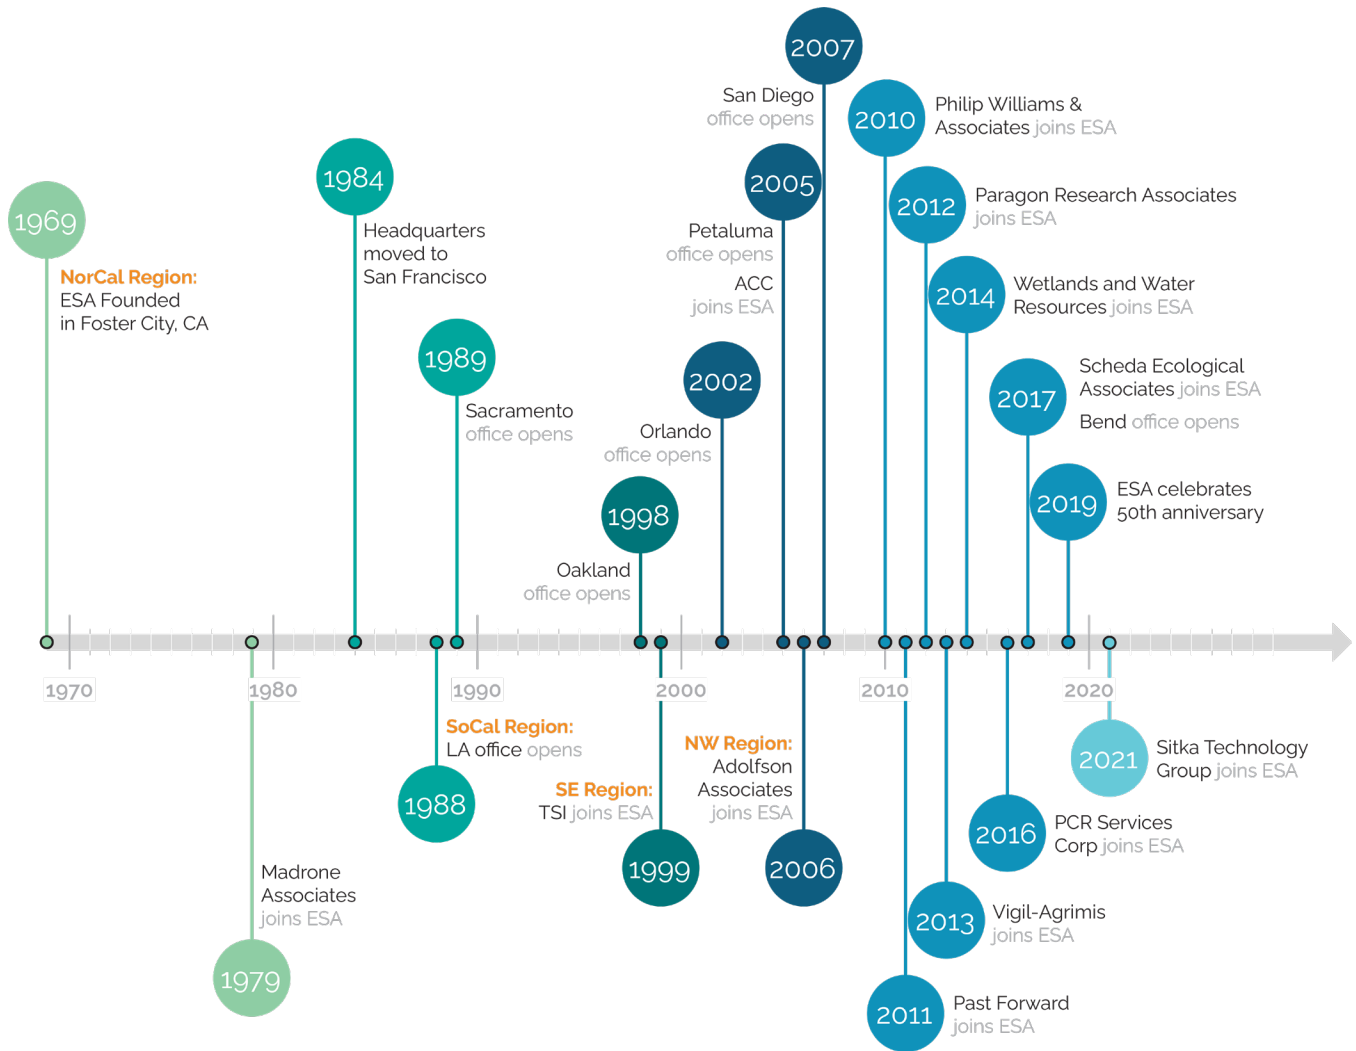 2007
San Diego
office opens
2010
Philip Williams &
Associates joins ESA
1984
Headquarters
moved to
San Francisco
2005
Petaluma
office opens
ACC
joins ESA
2012
Paragon Research Associates
joins ESA
1969
NorCal Region:
ESA Founded
in Foster City, CA
2014
Wetlands and Water
Resources joins ESA
1989
Sacramento
office opens
2002
Orlando
office opens
2017
Scheda Ecological
Associates joins ESA
Bend office opens
1998
Oakland
office opens
2019
ESA celebrates
50th anniversary
1970
1980
1990
2000
2010
2020
SoCal Region:
LA office opens
1988
SE Region:
TSI joins ESA
1999
NW Region:
Adolfson
Associates
joins ESA
2006
2021
Sitka Technology
Group joins ESA
2016
PCR Services
Corp joins ESA
Madrone
Associates
joins ESA
1979
2013
Vigil-Agrimis
joins ESA
2011
Past Forward
joins ESA